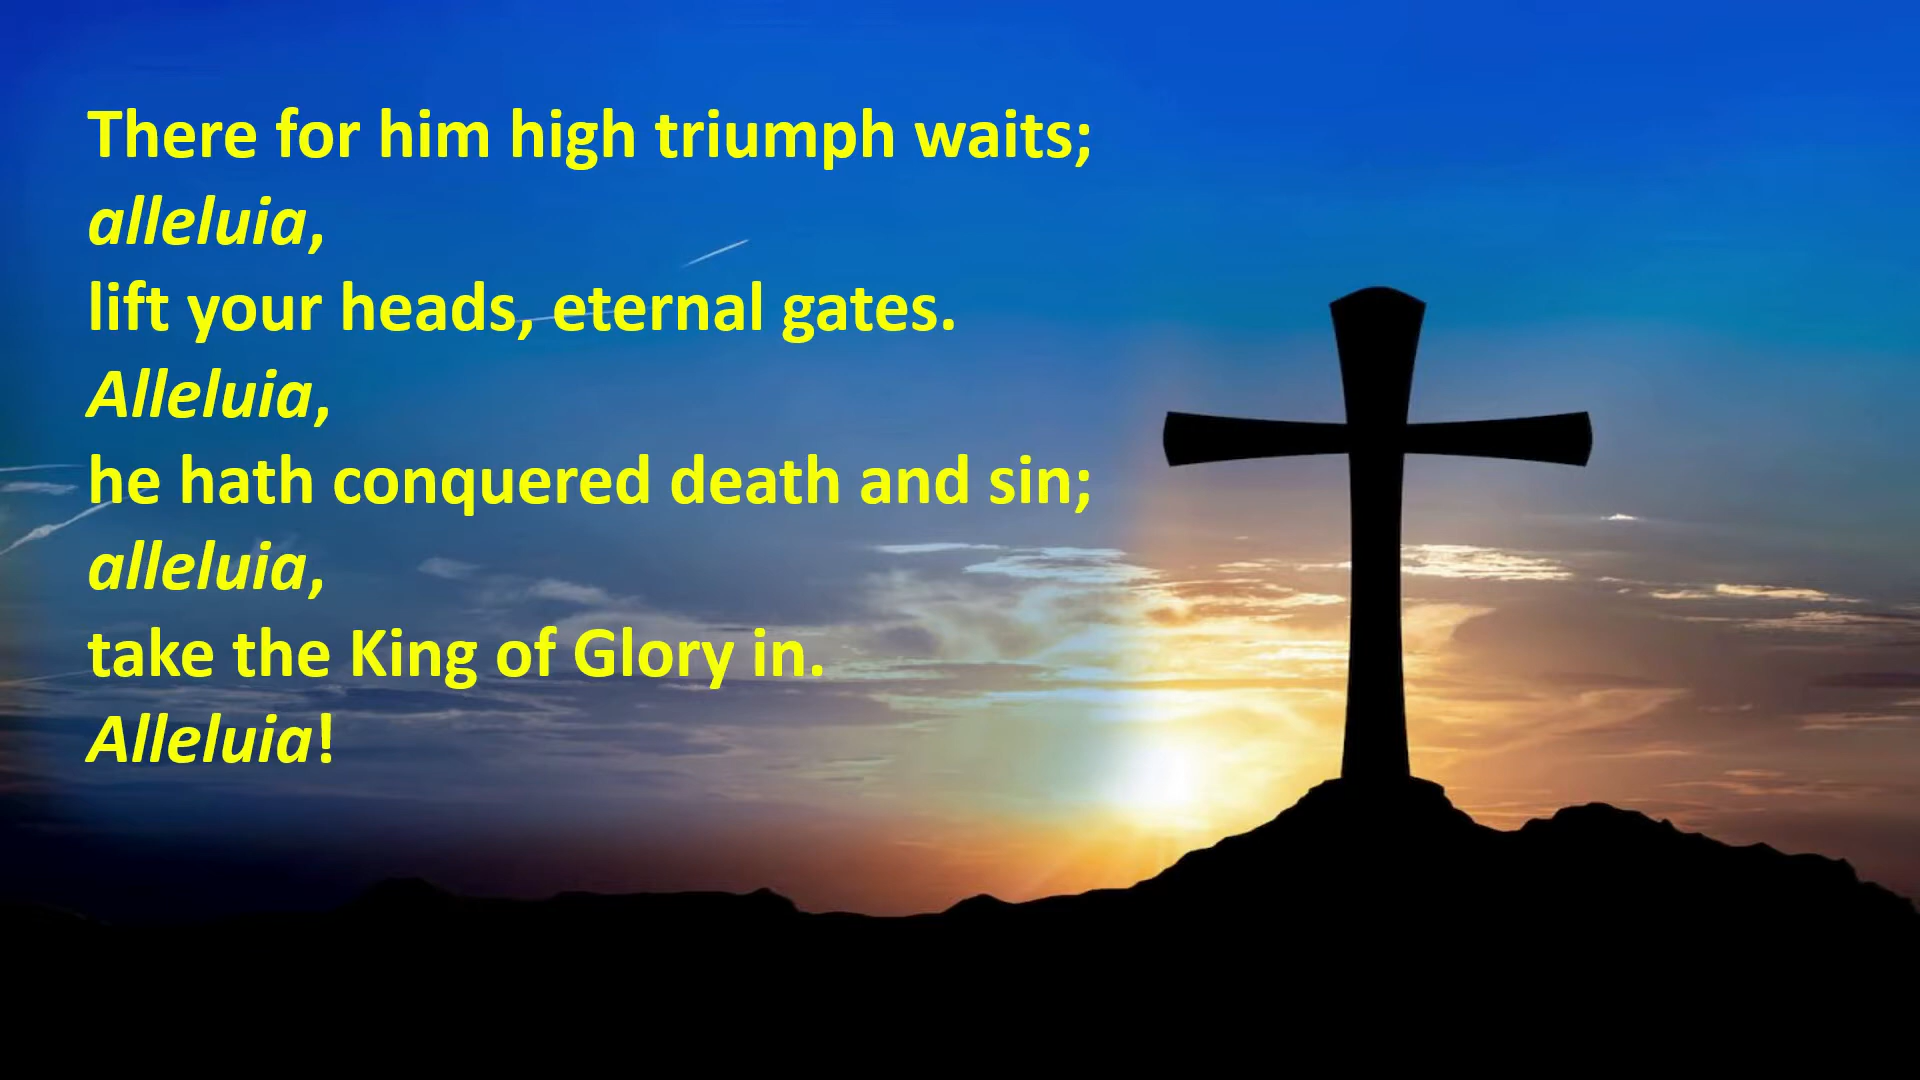 There for him high triumph waits;
alleluia,
lift your heads, eternal gates.
Alleluia,
he hath conquered death and sin;
alleluia,
take the King of Glory in.
Alleluia!